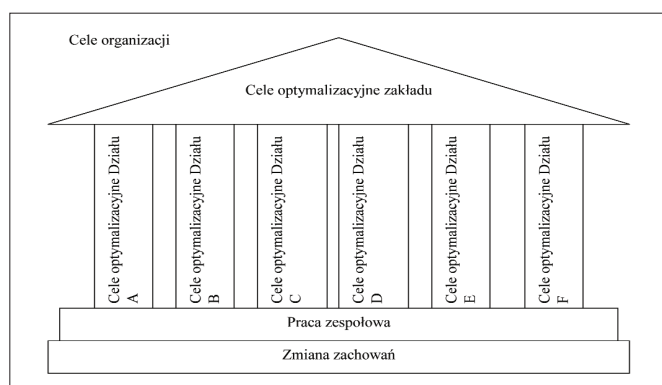 Cele organizacji
Cele optymalizacyjne zakładu
Cele optymalizacyjne Działu
A
Cele optymalizacyjne Działu
B
Cele optymalizacyjne Działu
C
Cele optymalizacyjne Działu
D
Cele optymalizacyjne Działu
E
Cele optymalizacyjne Działu
F
Praca zespołowa
Zmiana zachowań